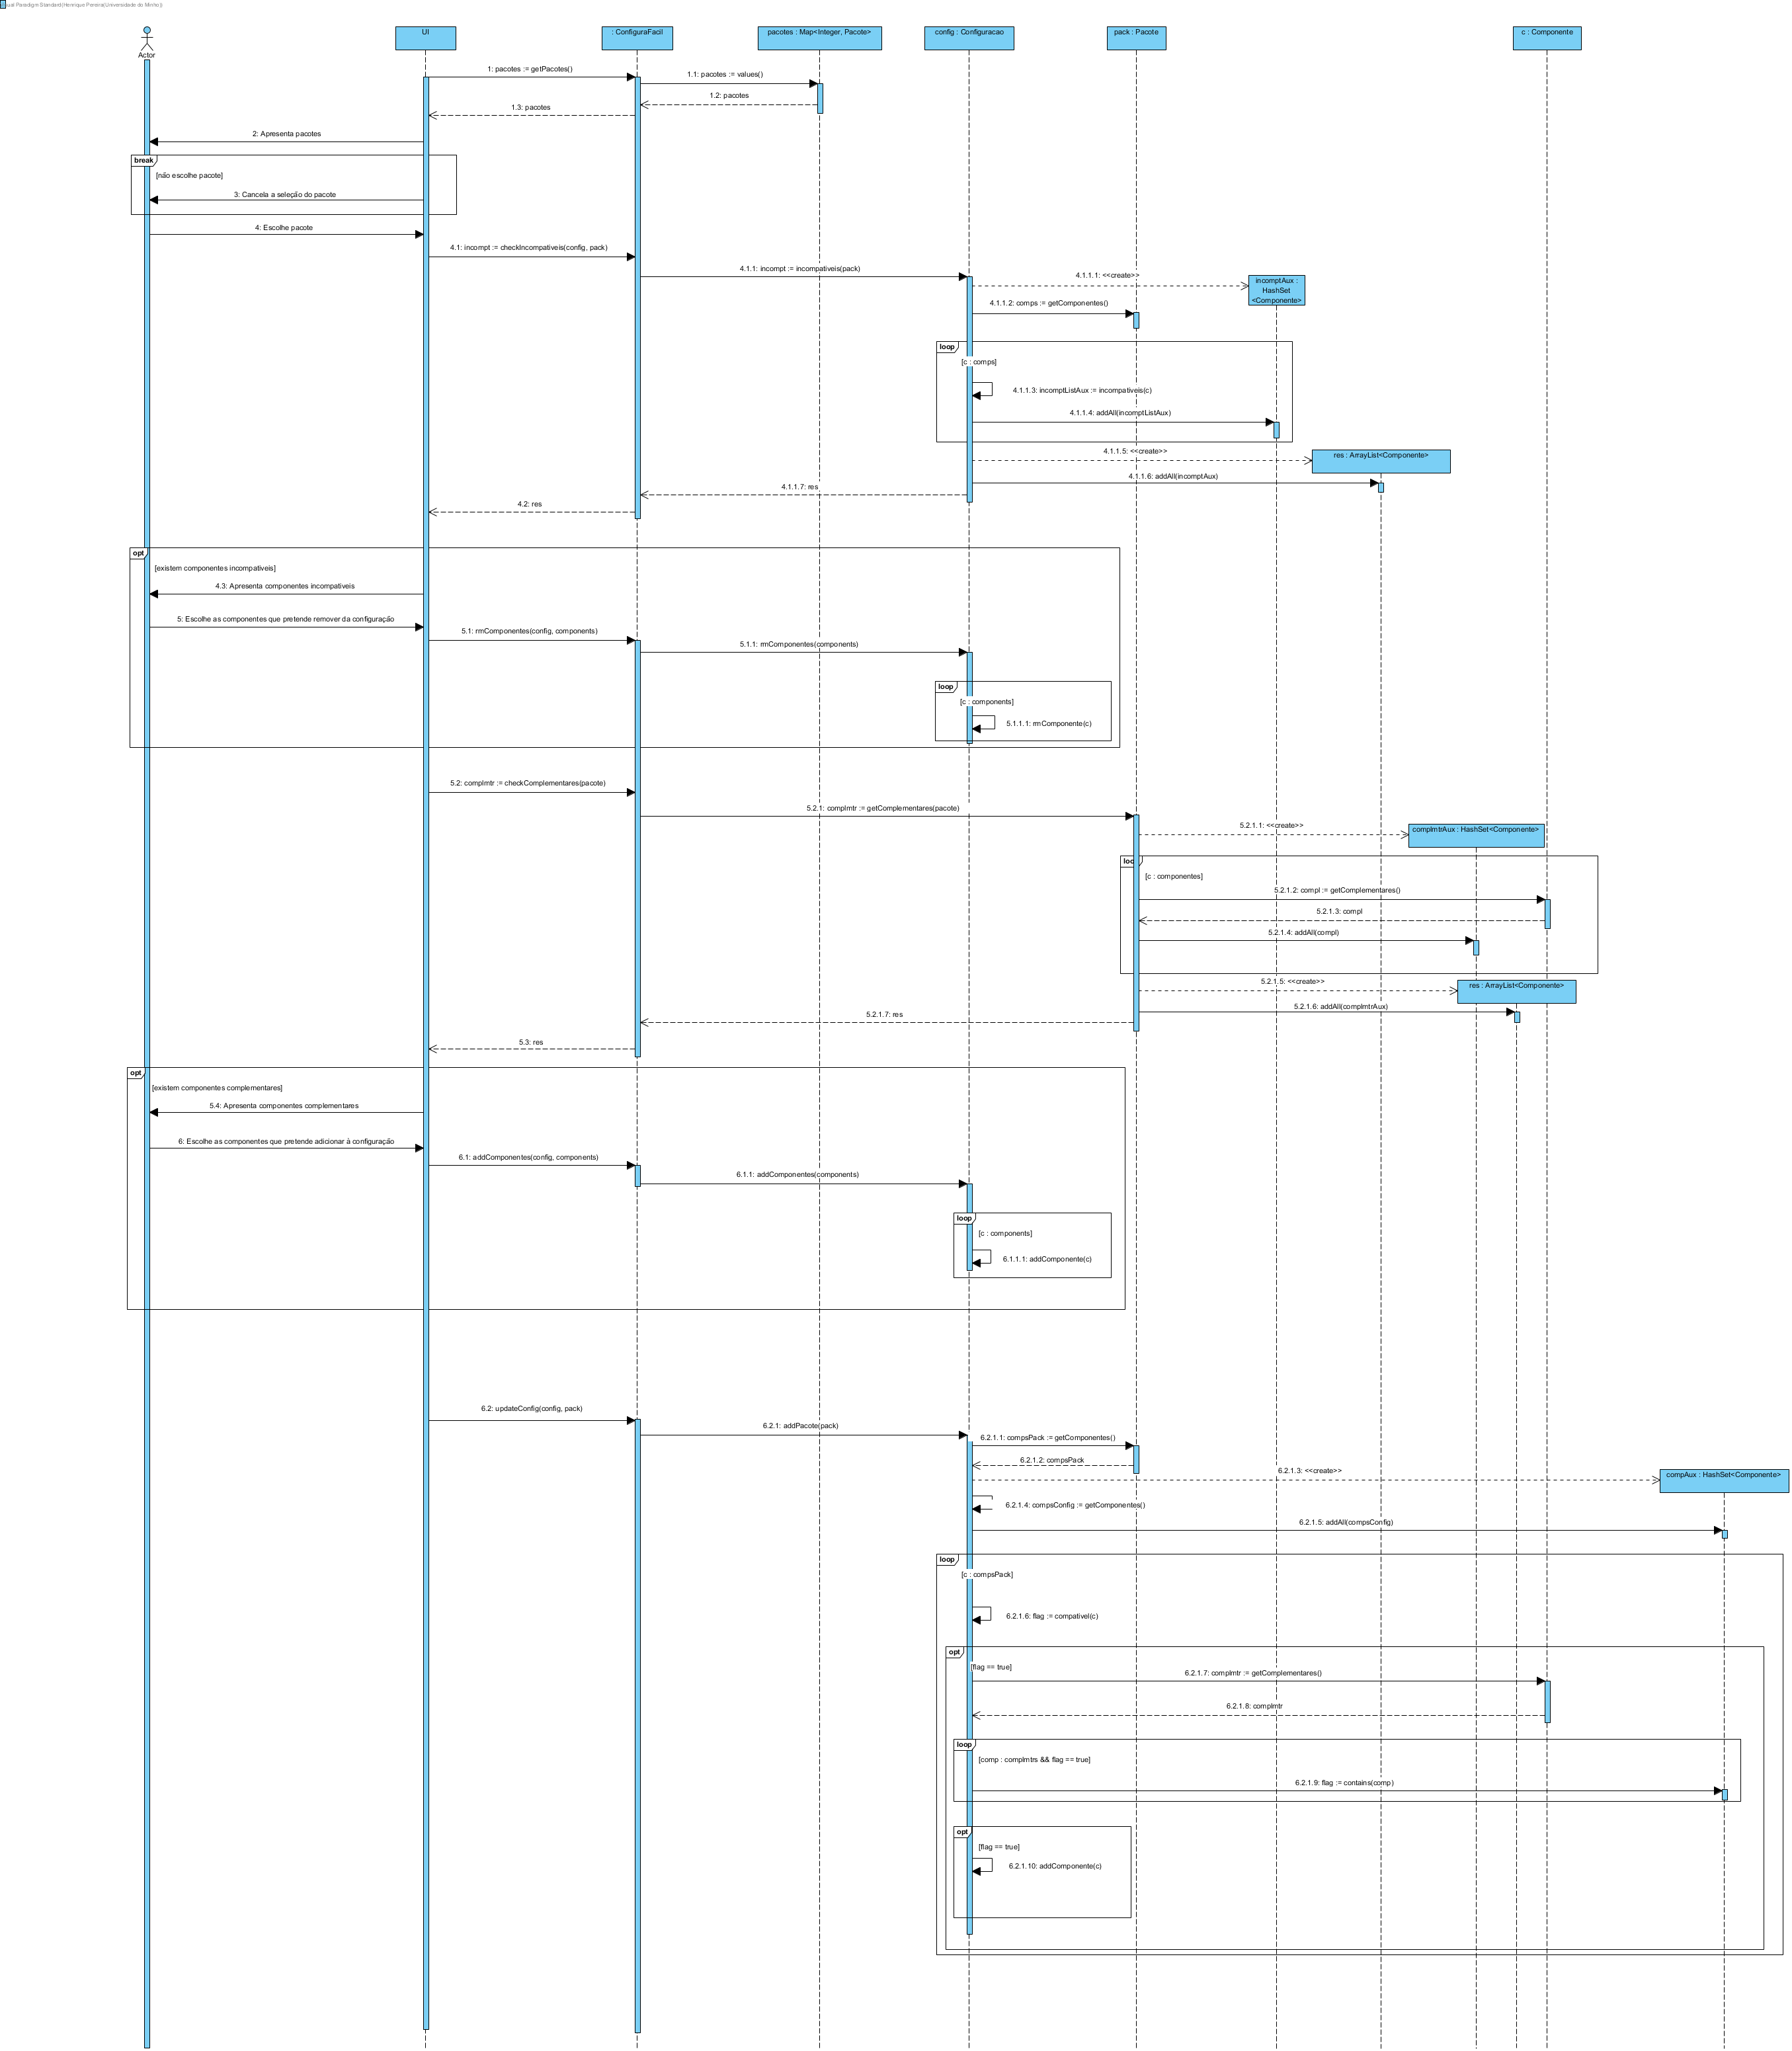 Visual Paradigm Standard(Henrique Pereira(Universidade do Minho))
Actor
UI
: ConfiguraFacil
pacotes : Map<Integer, Pacote>
config : Configuracao
pack : Pacote
c : Componente
1: pacotes := getPacotes()
1.1: pacotes := values()
1.2: pacotes
1.3: pacotes
2: Apresenta pacotes
break
[não escolhe pacote]
3: Cancela a seleção do pacote
4: Escolhe pacote
4.1: incompt := checkIncompativeis(config, pack)
4.1.1: incompt := incompativeis(pack)
4.1.1.1: <<create>>
incomptAux :
HashSet
<Componente>
4.1.1.2: comps := getComponentes()
loop
[c : comps]
4.1.1.3: incomptListAux := incompativeis(c)
4.1.1.4: addAll(incomptListAux)
4.1.1.5: <<create>>
res : ArrayList<Componente>
4.1.1.6: addAll(incomptAux)
4.1.1.7: res
4.2: res
opt
[existem componentes incompativeis]
4.3: Apresenta componentes incompatíveis
5: Escolhe as componentes que pretende remover da configuração
5.1: rmComponentes(config, components)
5.1.1: rmComponentes(components)
loop
[c : components]
5.1.1.1: rmComponente(c)
5.2: complmtr := checkComplementares(pacote)
5.2.1: complmtr := getComplementares(pacote)
5.2.1.1: <<create>>
complmtrAux : HashSet<Componente>
loop
[c : componentes]
5.2.1.2: compl := getComplementares()
5.2.1.3: compl
5.2.1.4: addAll(compl)
5.2.1.5: <<create>>
res : ArrayList<Componente>
5.2.1.6: addAll(complmtrAux)
5.2.1.7: res
5.3: res
opt
[existem componentes complementares]
5.4: Apresenta componentes complementares
6: Escolhe as componentes que pretende adicionar à configuração
6.1: addComponentes(config, components)
6.1.1: addComponentes(components)
loop
[c : components]
6.1.1.1: addComponente(c)
6.2: updateConfig(config, pack)
6.2.1: addPacote(pack)
6.2.1.1: compsPack := getComponentes()
6.2.1.2: compsPack
6.2.1.3: <<create>>
compAux : HashSet<Componente>
6.2.1.4: compsConfig := getComponentes()
6.2.1.5: addAll(compsConfig)
loop
[c : compsPack]
6.2.1.6: flag := compativel(c)
opt
[flag == true]
6.2.1.7: complmtr := getComplementares()
6.2.1.8: complmtr
loop
[comp : complmtrs && flag == true]
6.2.1.9: flag := contains(comp)
opt
[flag == true]
6.2.1.10: addComponente(c)